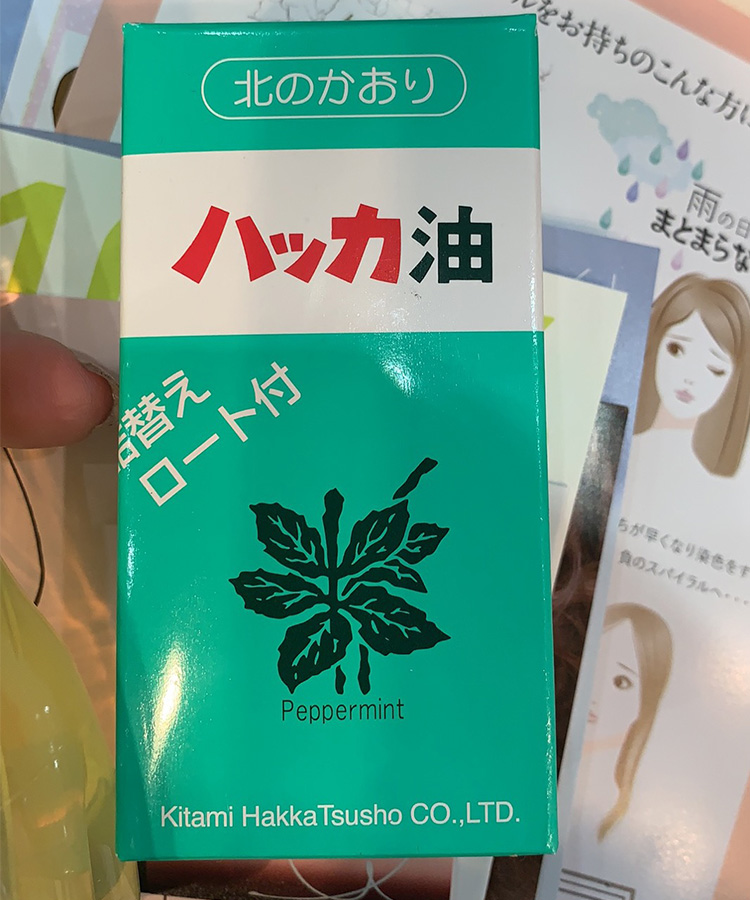 北のかおり
ハッカ油
詰替え
ロート付
Peppermint
Kitami HakkaTsusho CO.,LTD.
をお持ちのこんな方に
雨の日
まとまらな
ちが早くなり染色をす
負のスパイラルへ・・・